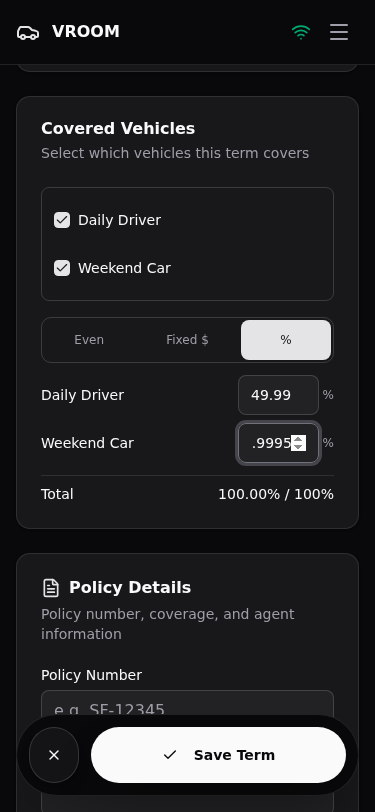 VROOM
Covered Vehicles
Select which vehicles this term covers
Daily Driver
Weekend Car
Even Fixed $ %
Daily Driver 49.99 %
Weekend Car .9995 %
Total 100.00% / 100%
Policy Details
Policy number, coverage, and agent
information
Policy Number
e.g. SF-12345
Save Term